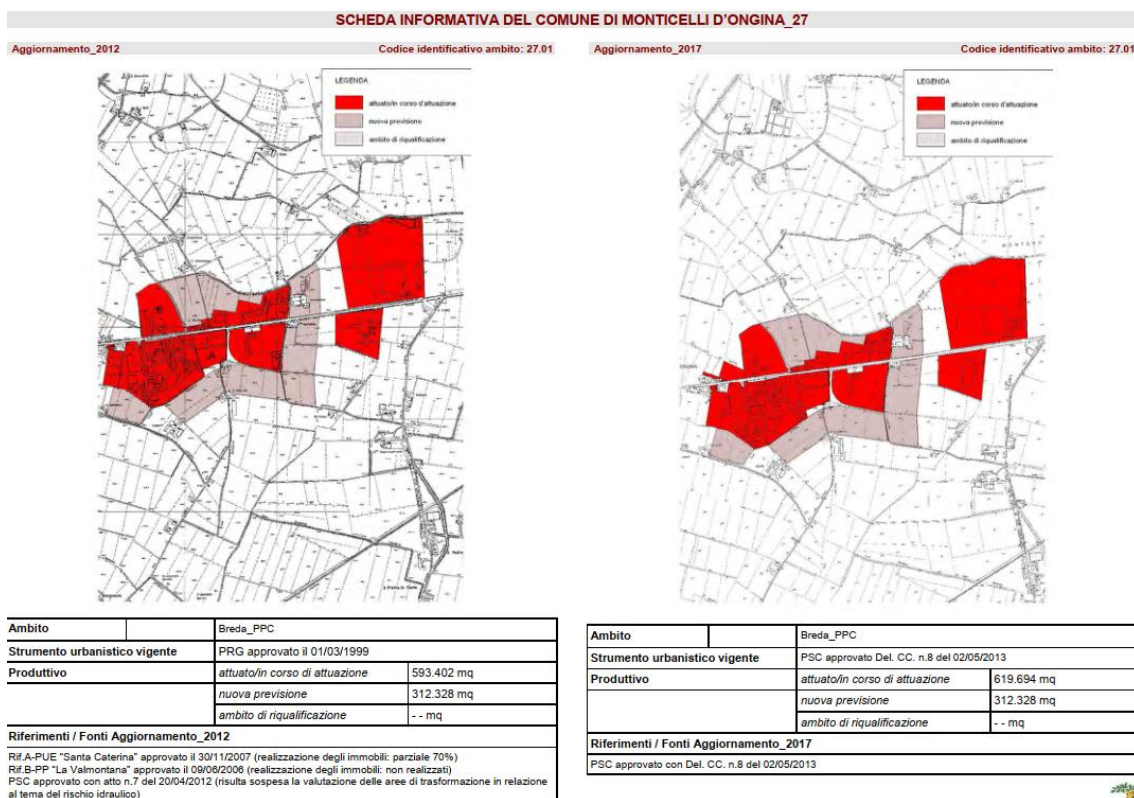 SCHEDA INFORMATIVA DEL COMUNE DI MONTICELLI D'ONGINA_27
Aggiornamento_2012
Codice identificativo ambito: 27.01
LEGENDA
attuato/in corso d'attuazione
nuova previsione
ambito di riqualificazione
Ambito
Breda_PPC
Strumento urbanistico vigente
PRG approvato il 01/03/1999
Produttivo
attuato/in corso di attuazione
593.402 mq
nuova previsione
312.328 mq
ambito di riqualificazione
- - mq
Riferimenti / Fonti Aggiornamento_2012
Rif.A-PUE "Santa Caterina" approvato il 30/11/2007 (realizzazione degli immobili: parziale 70%)
Rif.B-PP "La Valmontana" approvato il 09/06/2006 (realizzazione degli immobili: non realizzati)
PSC approvato con atto n.7 del 20/04/2012 (risulta sospesa la valutazione delle aree di trasformazione in relazione
al tema del rischio idraulico)
Aggiornamento_2017
Codice identificativo ambito: 27.01
LEGENDA
attuato/in corso d'attuazione
nuova previsione
ambito di riqualificazione
Ambito
Breda_PPC
Strumento urbanistico vigente
PSC approvato Del. CC. n.8 del 02/05/2013
Produttivo
attuato/in corso di attuazione
619.694 mq
nuova previsione
312.328 mq
ambito di riqualificazione
- - mq
Riferimenti / Fonti Aggiornamento_2017
PSC approvato con Del. CC. n.8 del 02/05/2013